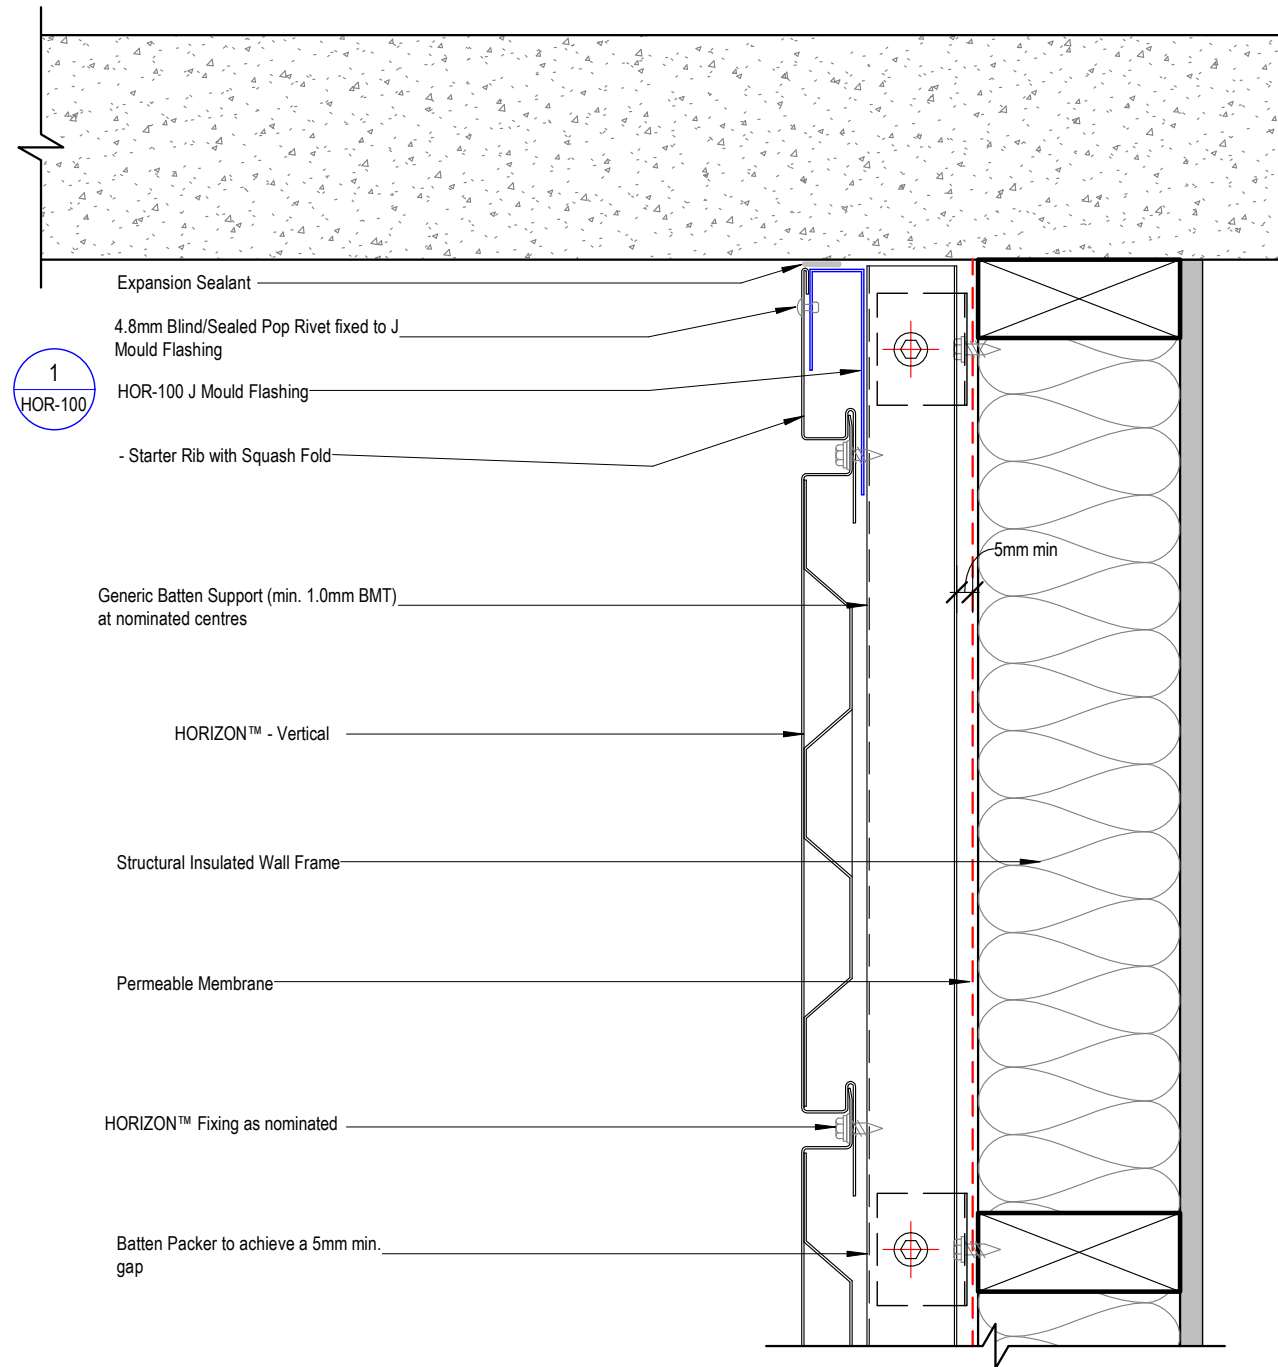 Expansion Sealant
4.8mm Blind/Sealed Pop Rivet fixed to J
Mould Flashing
1
HOR-100
HOR-100 J Mould Flashing
- Starter Rib with Squash Fold
5mm min
Generic Batten Support (min. 1.0mm BMT)
at nominated centres
HORIZON™ - Vertical
Structural Insulated Wall Frame
Permeable Membrane
HORIZON™ Fixing as nominated
Batten Packer to achieve a 5mm min.
gap